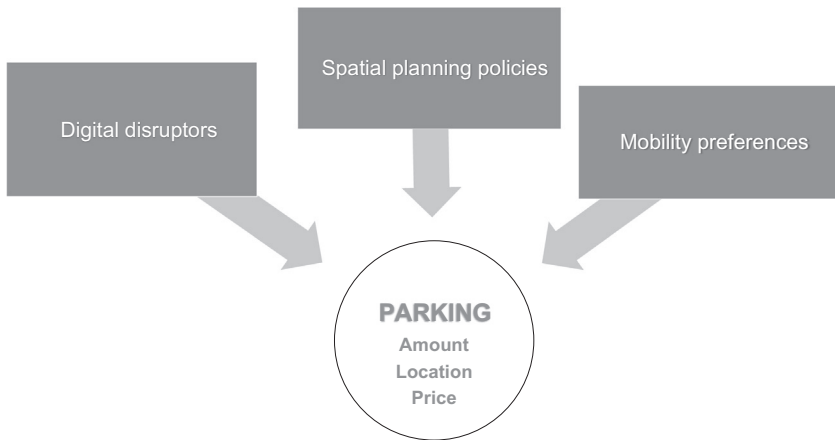 Spatial planning policies
Digital disruptors
Mobility preferences
PARKING
Amount
Location
Price